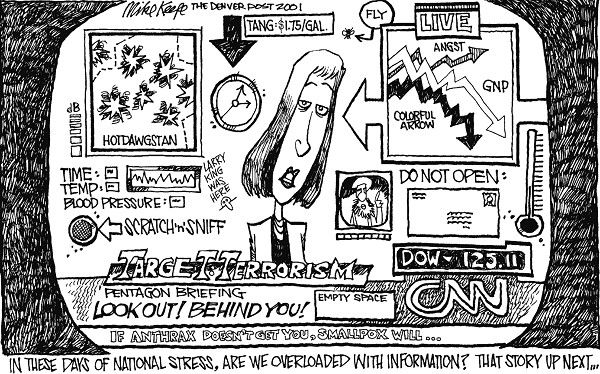 Mike Keefe THE DENVER POST 2001
TANG: $1.75/GAL.
FLY
LIVE
ANGST
GNP
COLORFUL
ARROW
dB
HOTDAWGSTAN
TIME:
TEMP:
BLOOD PRESSURE:
LARRY
KING
WAS
HERE
SCRATCH 'n' SNIFF
DO NOT OPEN:
TARGET: TERRORISM
DOW
PENTAGON BRIEFING
LOOK OUT! BEHIND YOU!
EMPTY SPACE
CNN
IF ANTHRAX DOESN'T GET YOU, SMALLPOX WILL ...
IN THESE DAYS OF NATIONAL STRESS, ARE WE OVERLOADED WITH INFORMATION? THAT STORY UP NEXT...